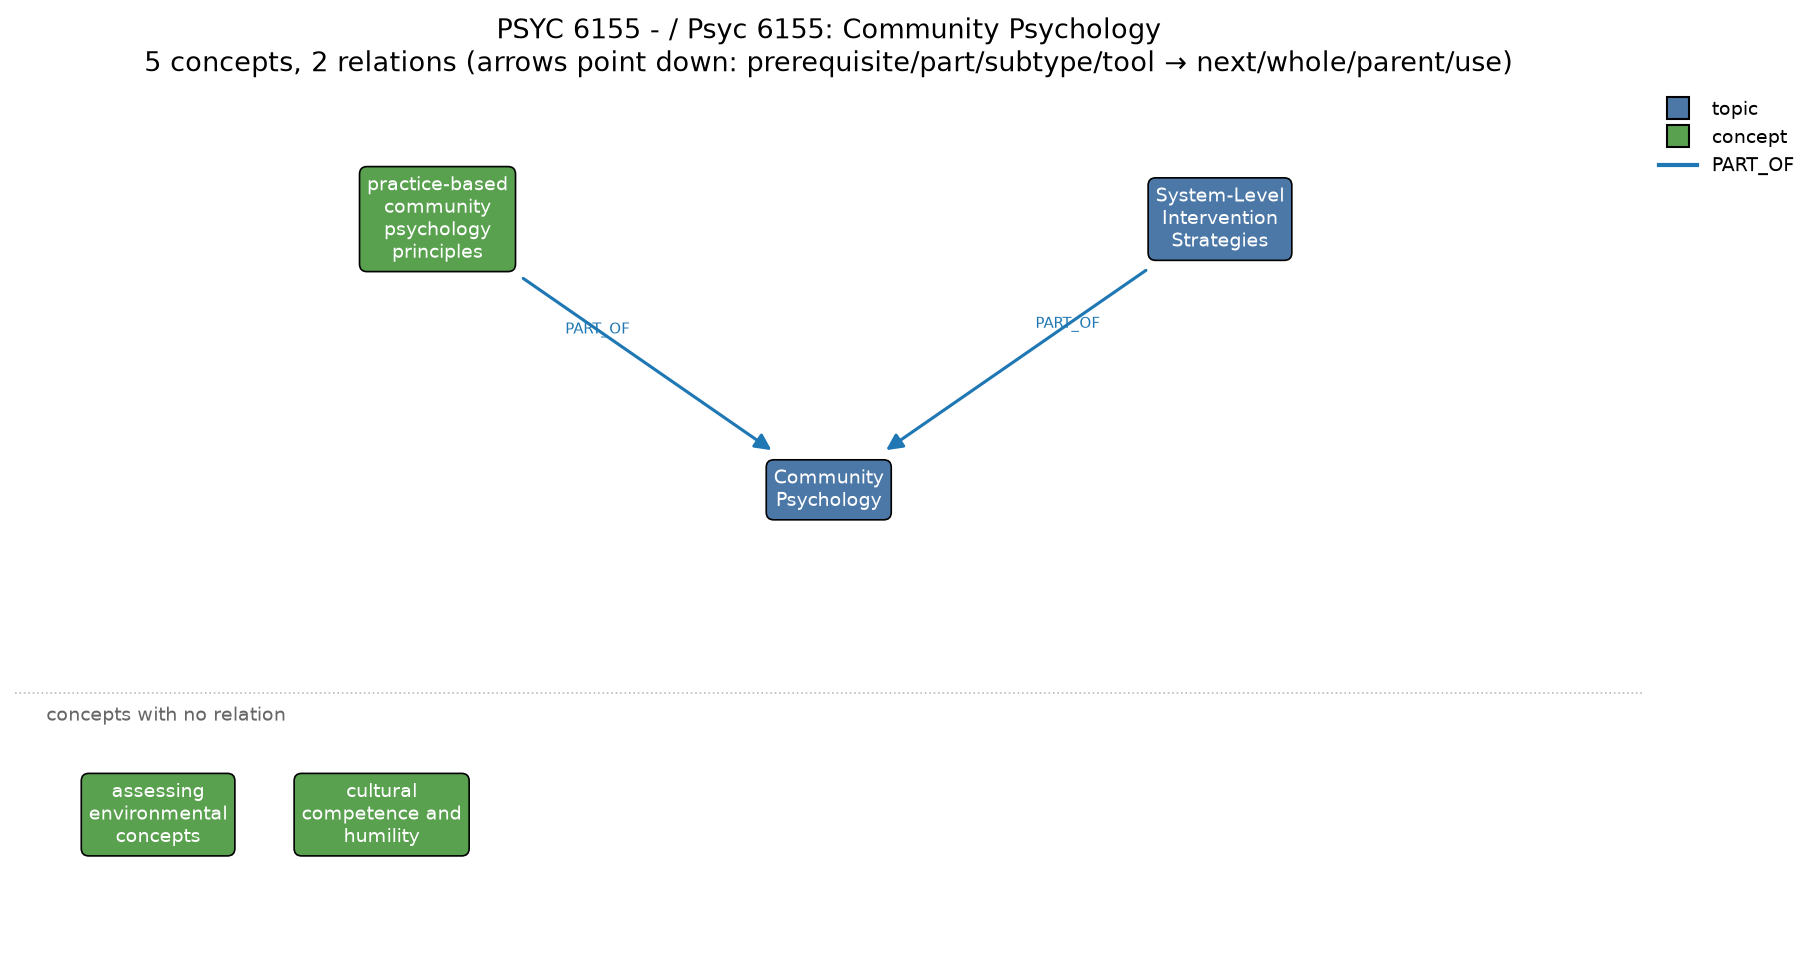 PSYC 6155 - / Psyc 6155: Community Psychology
5 concepts, 2 relations (arrows point down: prerequisite/part/subtype/tool → next/whole/parent/use)
topic
concept
PART_OF
practice-based
community
psychology
principles
System-Level
Intervention
Strategies
PART_OF
PART_OF
Community
Psychology
concepts with no relation
assessing
environmental
concepts
cultural
competence and
humility